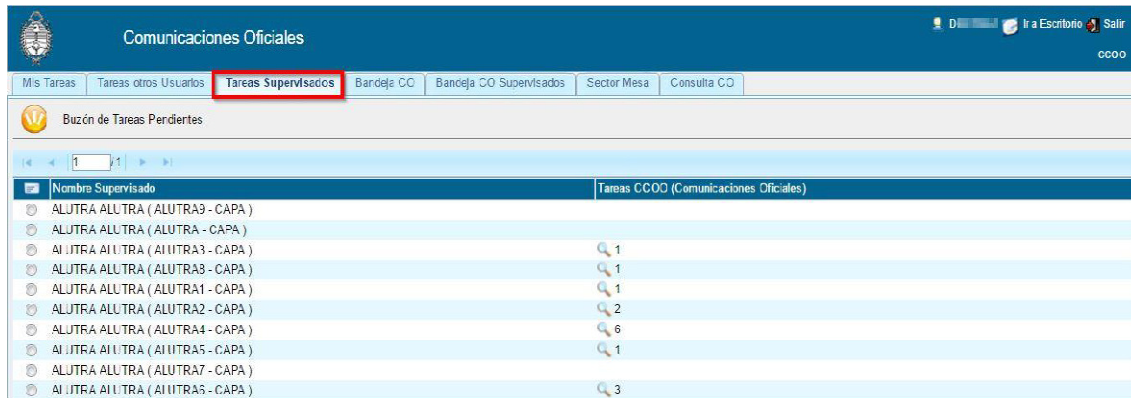 Comunicaciones Oficiales
Ir a Escritorio Salir
CCOO
Mis Tareas Tareas otros Usuarios Tareas Supervisados Bandeja CO Bandeja CO Supervisados Sector Mesa Consulta CO
Buzón de Tareas Pendientes
1 / 1
Nombre Supervisado Tareas CCOO (Comunicaciones Oficiales)
ALUTRA ALUTRA ( ALUTRA9 - CAPA )
ALUTRA ALUTRA ( ALUTRA - CAPA )
ALUTRA ALUTRA ( ALUTRA3 - CAPA ) 1
ALUTRA ALUTRA ( ALUTRA8 - CAPA ) 1
ALUTRA ALUTRA ( ALUTRA1 - CAPA ) 1
ALUTRA ALUTRA ( ALUTRA2 - CAPA ) 2
ALUTRA ALUTRA ( ALUTRA4 - CAPA ) 6
ALUTRA ALUTRA ( ALUTRA5 - CAPA ) 1
ALUTRA ALUTRA ( ALUTRA7 - CAPA )
ALUTRA ALUTRA ( ALUTRA6 - CAPA ) 3